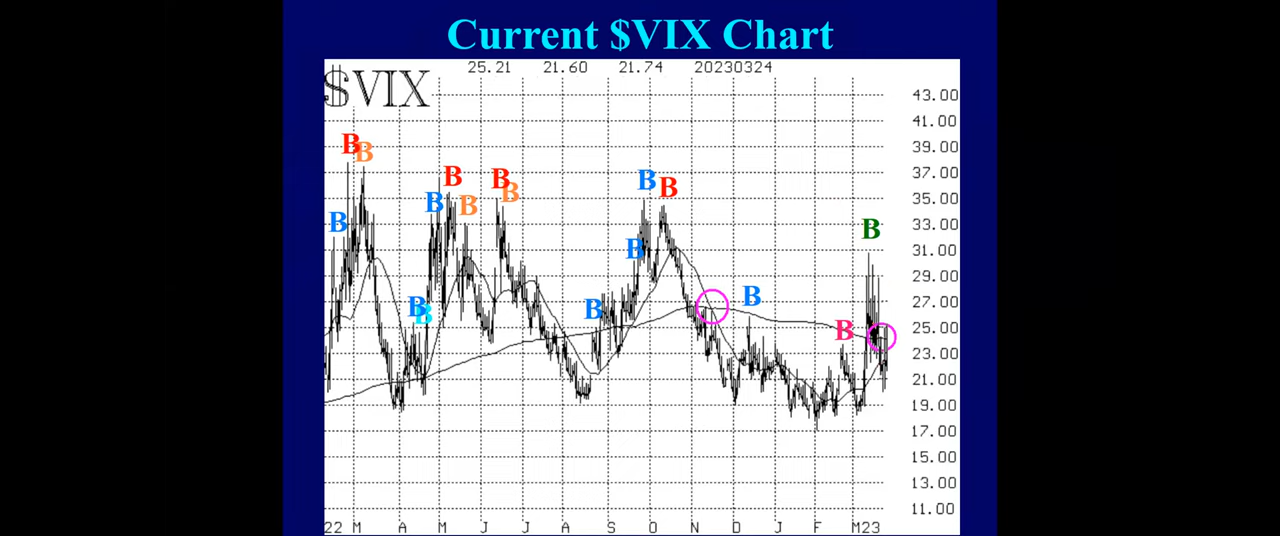 Current $VIX Chart
25.21 21.60 21.74 20230324
$VIX
43.00
41.00
39.00
B B
37.00
B B B
35.00
B B B B B
33.00
B B
31.00
B
29.00
27.00
B B B B
25.00
B
23.00
21.00
19.00
17.00
15.00
13.00
11.00
22 M A M J J A S O N D J F M23